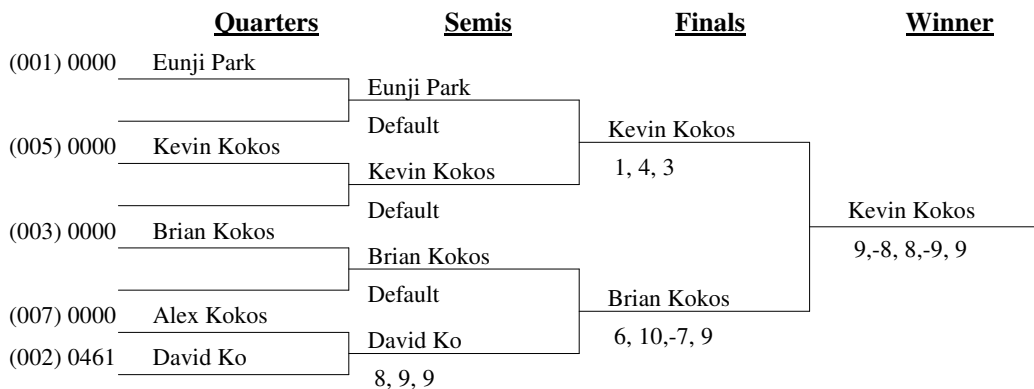 Quarters Semis Finals Winner
(001) 0000 Eunji Park
Eunji Park
Default
(005) 0000 Kevin Kokos
Kevin Kokos
1, 4, 3
Kevin Kokos
Default
(003) 0000 Brian Kokos
Kevin Kokos
9,-8, 8,-9, 9
Brian Kokos
Default
(007) 0000 Alex Kokos
Brian Kokos
6, 10,-7, 9
David Ko
8, 9, 9
(002) 0461 David Ko